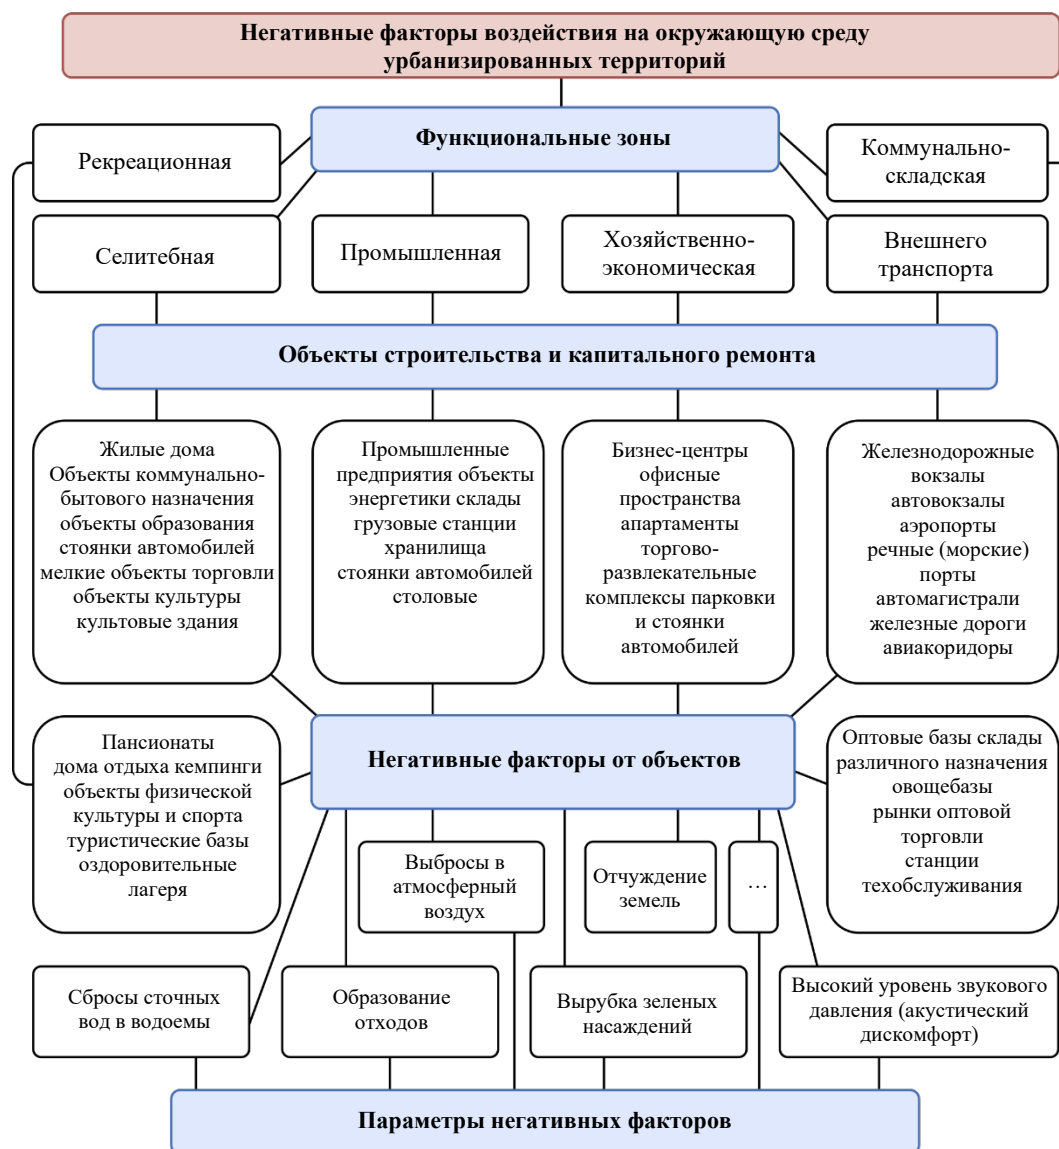 Негативные факторы воздействия на окружающую среду
урбанизированных территорий
Функциональные зоны
Рекреационная
Коммунально-
складская
Селитебная
Промышленная
Хозяйственно-
экономическая
Внешнего
транспорта
Объекты строительства и капитального ремонта
Жилые дома
Объекты коммунально-
бытового назначения
объекты образования
стоянки автомобилей
мелкие объекты торговли
объекты культуры
культовые здания
Промышленные
предприятия объекты
энергетики склады
грузовые станции
хранилища
стоянки автомобилей
столовые
Бизнес-центры
офисные
пространства
апартаменты
торгово-
развлекательные
комплексы парковки
и стоянки
автомобилей
Железнодорожные
вокзалы
автовокзалы
аэропорты
речные (морские)
порты
автомагистрали
железные дороги
авиакоридоры
Пансионаты
дома отдыха кемпинги
объекты физической
культуры и спорта
туристические базы
оздоровительные
лагеря
Негативные факторы от объектов
Оптовые базы склады
различного назначения
овощебазы
рынки оптовой
торговли
станции
техобслуживания
Выбросы в
атмосферный
воздух
Отчуждение
земель
…
Сбросы сточных
вод в водоемы
Образование
отходов
Вырубка зеленых
насаждений
Высокий уровень звукового
давления (акустический
дискомфорт)
Параметры негативных факторов